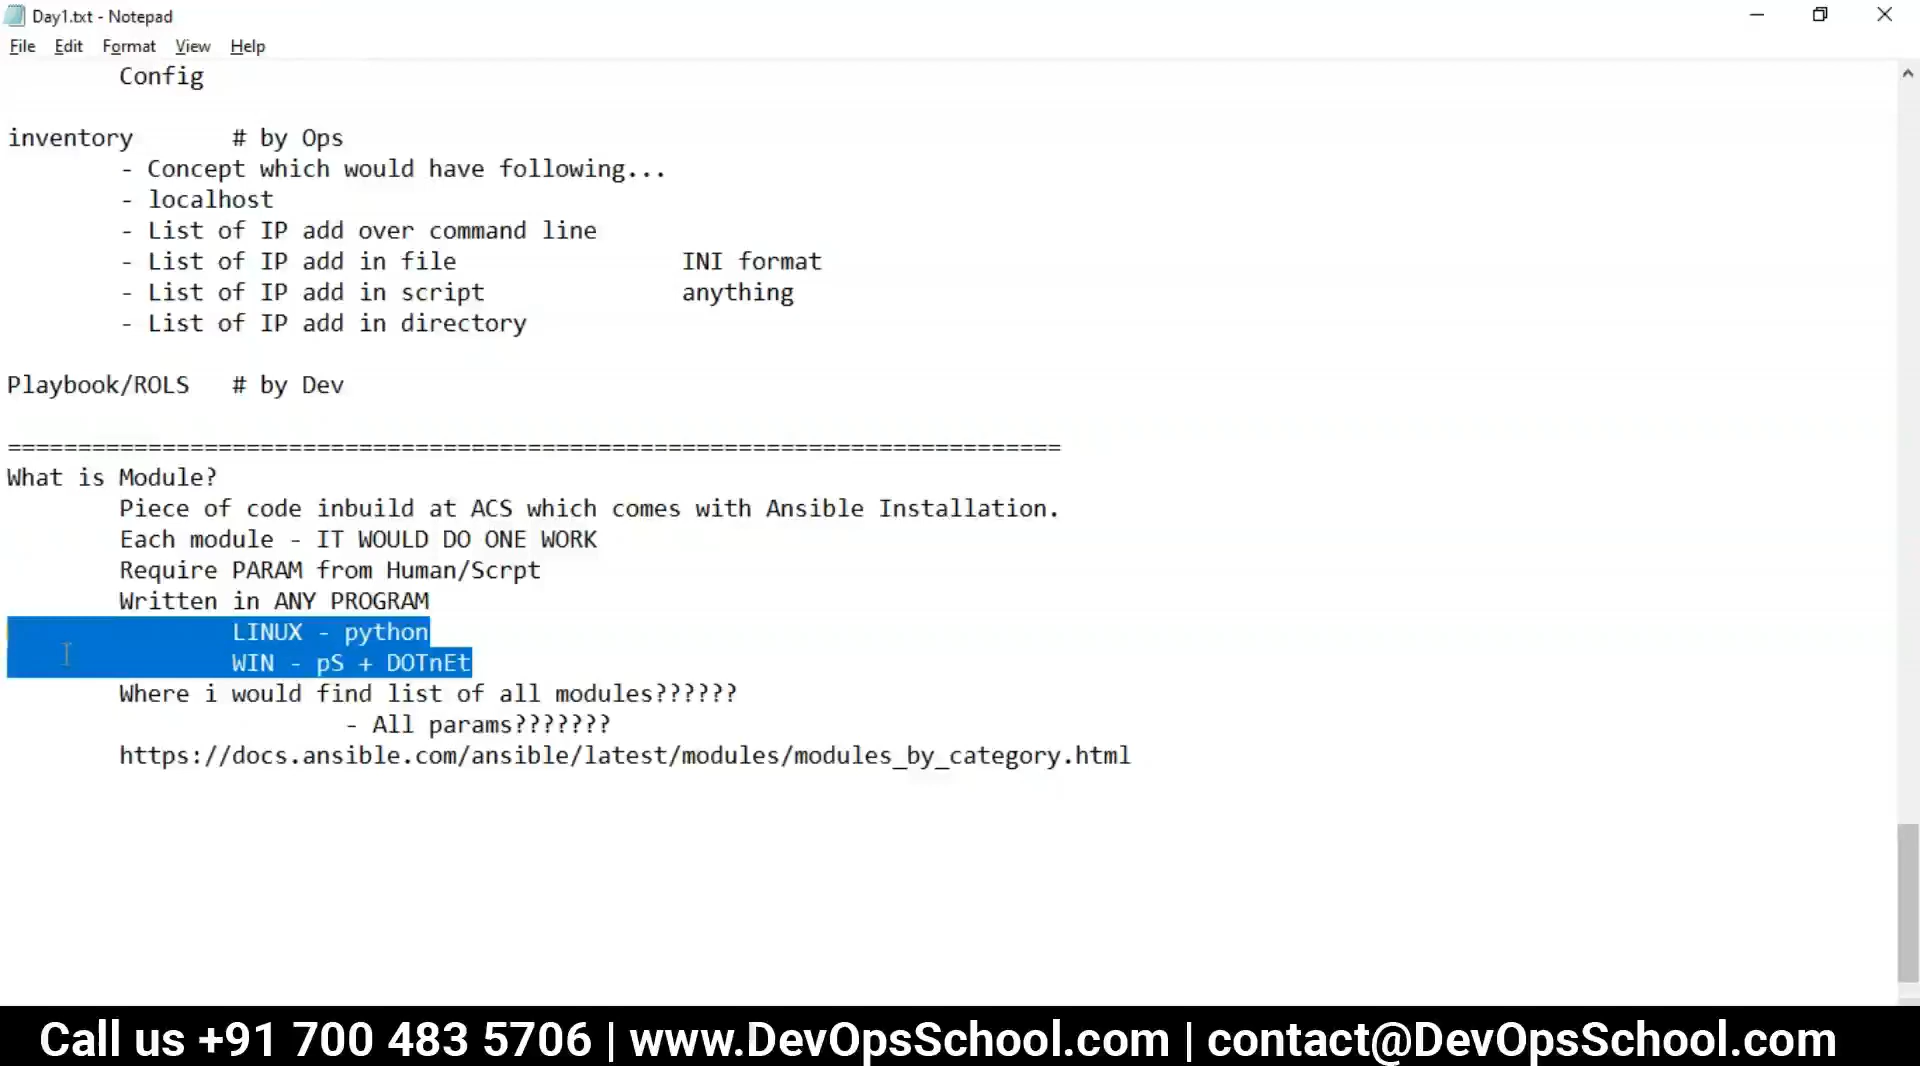 Day1.txt - Notepad
File Edit Format View Help
Config
inventory # by Ops
- Concept which would have following...
- localhost
- List of IP add over command line
- List of IP add in file INI format
- List of IP add in script anything
- List of IP add in directory
Playbook/ROLS # by Dev
===========================================================================
What is Module?
Piece of code inbuild at ACS which comes with Ansible Installation.
Each module - IT WOULD DO ONE WORK
Require PARAM from Human/Scrpt
Written in ANY PROGRAM
LINUX - python
WIN - pS + DOTnEt
Where i would find list of all modules??????
- All params???????
https://docs.ansible.com/ansible/latest/modules/modules_by_category.html
Call us +91 700 483 5706 | www.DevOpsSchool.com | contact@DevOpsSchool.com